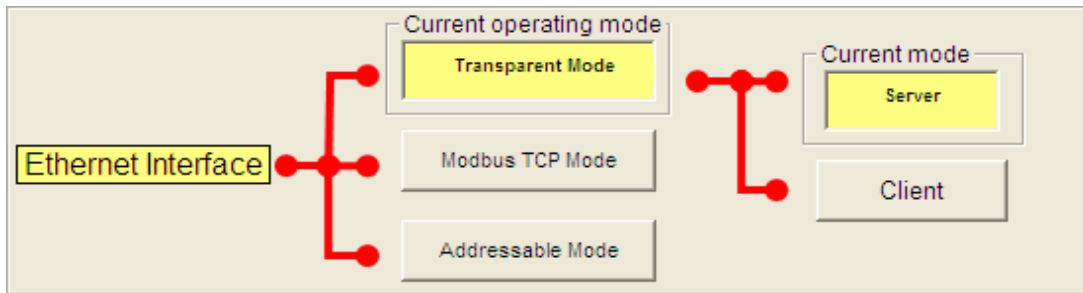 Current operating mode
Transparent Mode
Current mode
Server
Ethernet Interface
Modbus TCP Mode
Client
Addressable Mode